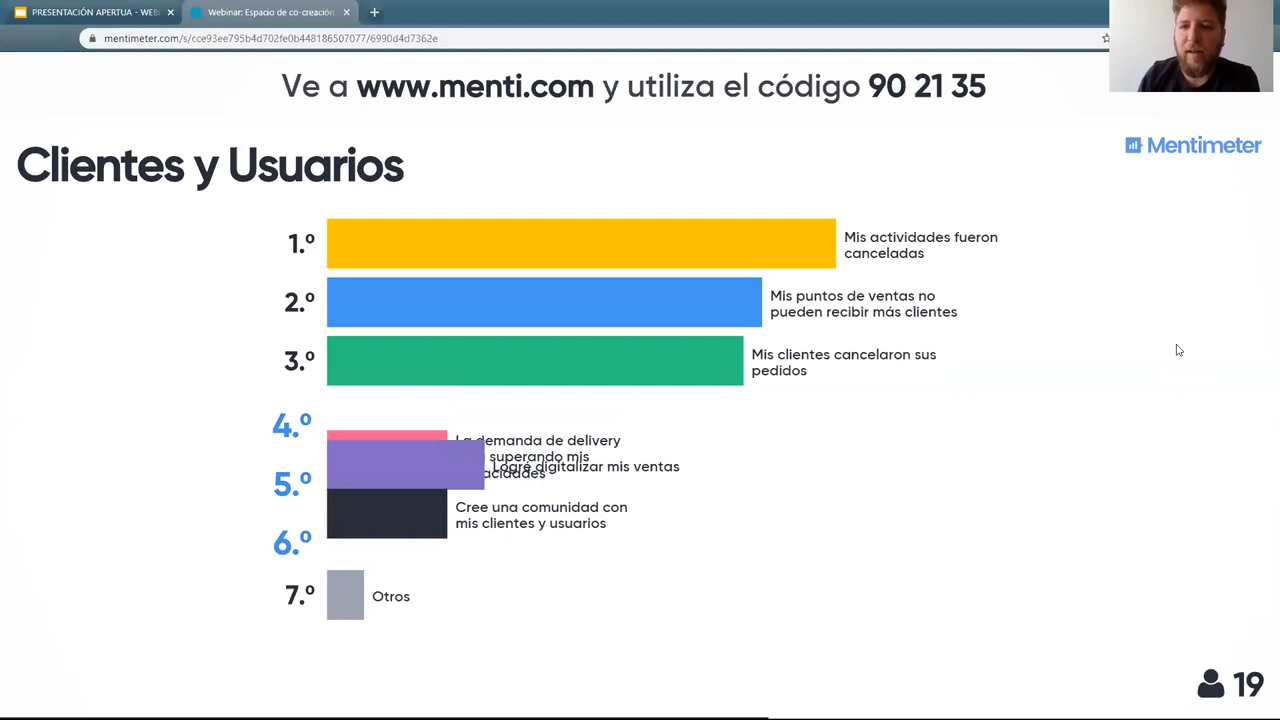 PRESENTACIÓN APERTUA - WEB
Webinar: Espacio de co-creación
mentimeter.com/s/cce93ee795b4d702fe0b448186507077/6990d4d7362e
Ve a www.menti.com y utiliza el código 90 21 35
Clientes y Usuarios
Mentimeter
1.º
Mis actividades fueron
canceladas
2.º
Mis puntos de ventas no
pueden recibir más clientes
3.º
Mis clientes cancelaron sus
pedidos
4.º
La demanda de delivery
superando mis
5.º
Logré digitalizar mis ventas
Cree una comunidad con
mis clientes y usuarios
6.º
7.º
Otros
19